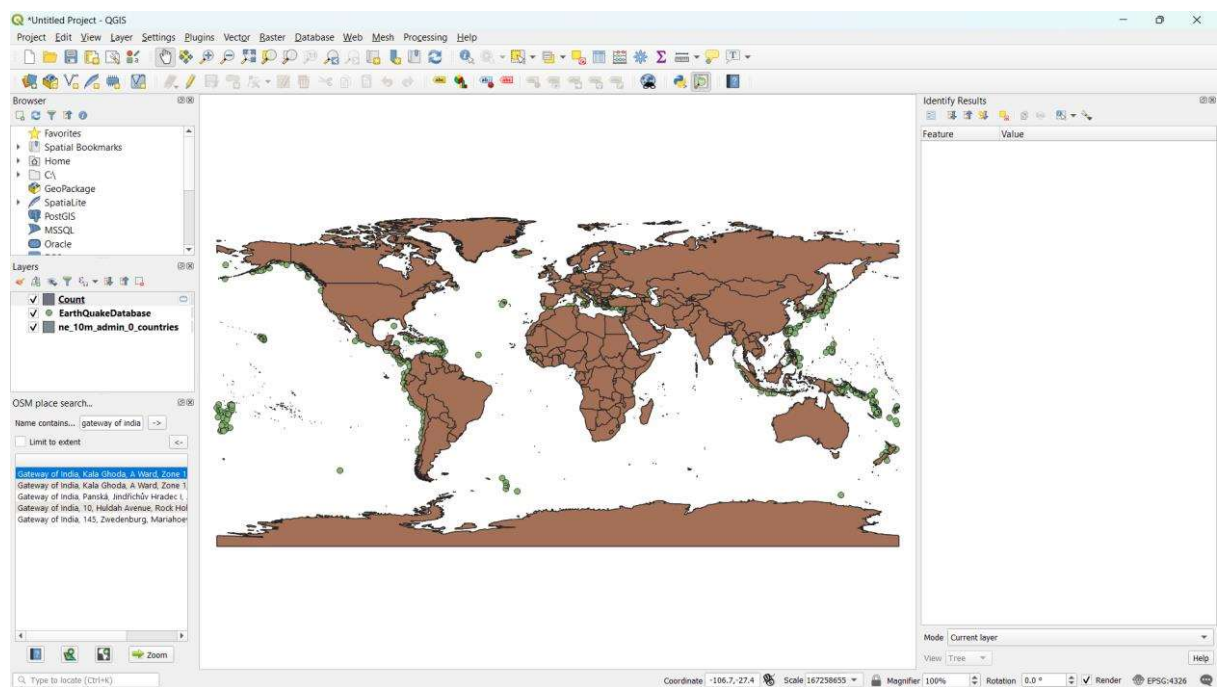 *Untitled Project - QGIS
Project Edit View Layer Settings Plugins Vector Raster Database Web Mesh Processing Help
Browser
Favorites
Spatial Bookmarks
Home
C:\
GeoPackage
SpatiaLite
PostGIS
MSSQL
Oracle
Layers
Count
EarthQuakeDatabase
ne_10m_admin_0_countries
OSM place search...
Name contains... gateway of india ->
Limit to extent <-
Gateway of India, Kala Ghoda, A Ward, Zone 1
Gateway of India, Kala Ghoda, A Ward, Zone 1
Gateway of India, Panská, Jindřichův Hradec I,
Gateway of India, 10, Huldah Avenue, Rock Hol
Gateway of India, 145, Zwedenburg, Mariahoe
Zoom
Identify Results
Feature Value
Mode Current layer
View Tree Help
Type to locate (Ctrl+K) Coordinate -106.7,-27.4 Scale 167258655 Magnifier 100% Rotation 0.0 ° Render EPSG:4326